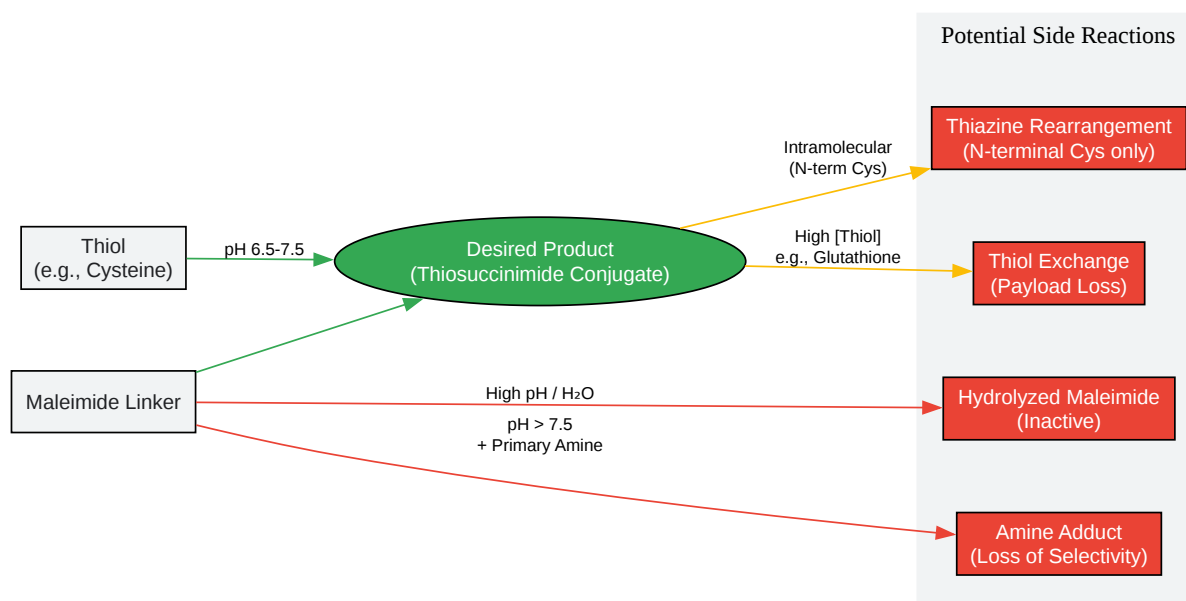 Potential Side Reactions
Thiazine Rearrangement
(N-terminal Cys only)
Intramolecular
(N-term Cys)
Thiol
(e.g., Cysteine)
pH 6.5-7.5
Desired Product
(Thiosuccinimide Conjugate)
High [Thiol]
e.g., Glutathione
Thiol Exchange
(Payload Loss)
Maleimide Linker
High pH / H₂O
Hydrolyzed Maleimide
(Inactive)
pH > 7.5
+ Primary Amine
Amine Adduct
(Loss of Selectivity)